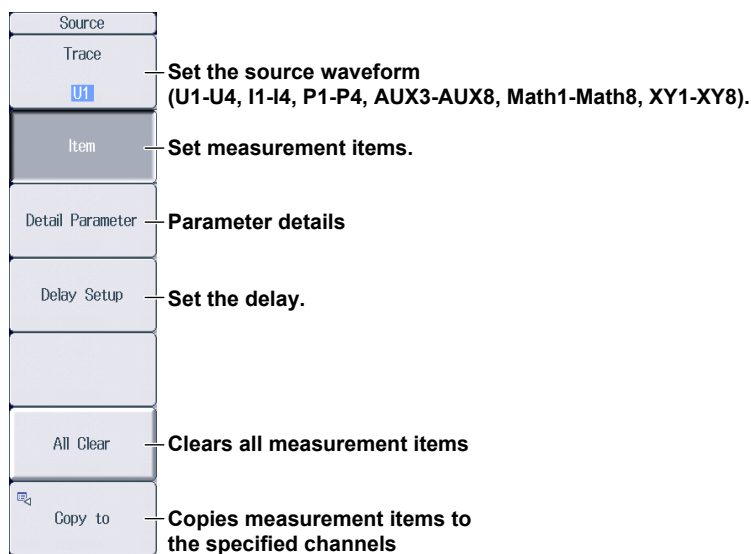 Source
Trace
U1
Set the source waveform
(U1-U4, I1-I4, P1-P4, AUX3-AUX8, Math1-Math8, XY1-XY8).
Item
Set measurement items.
Detail Parameter
Parameter details
Delay Setup
Set the delay.
All Clear
Clears all measurement items
Copy to
Copies measurement items to
the specified channels